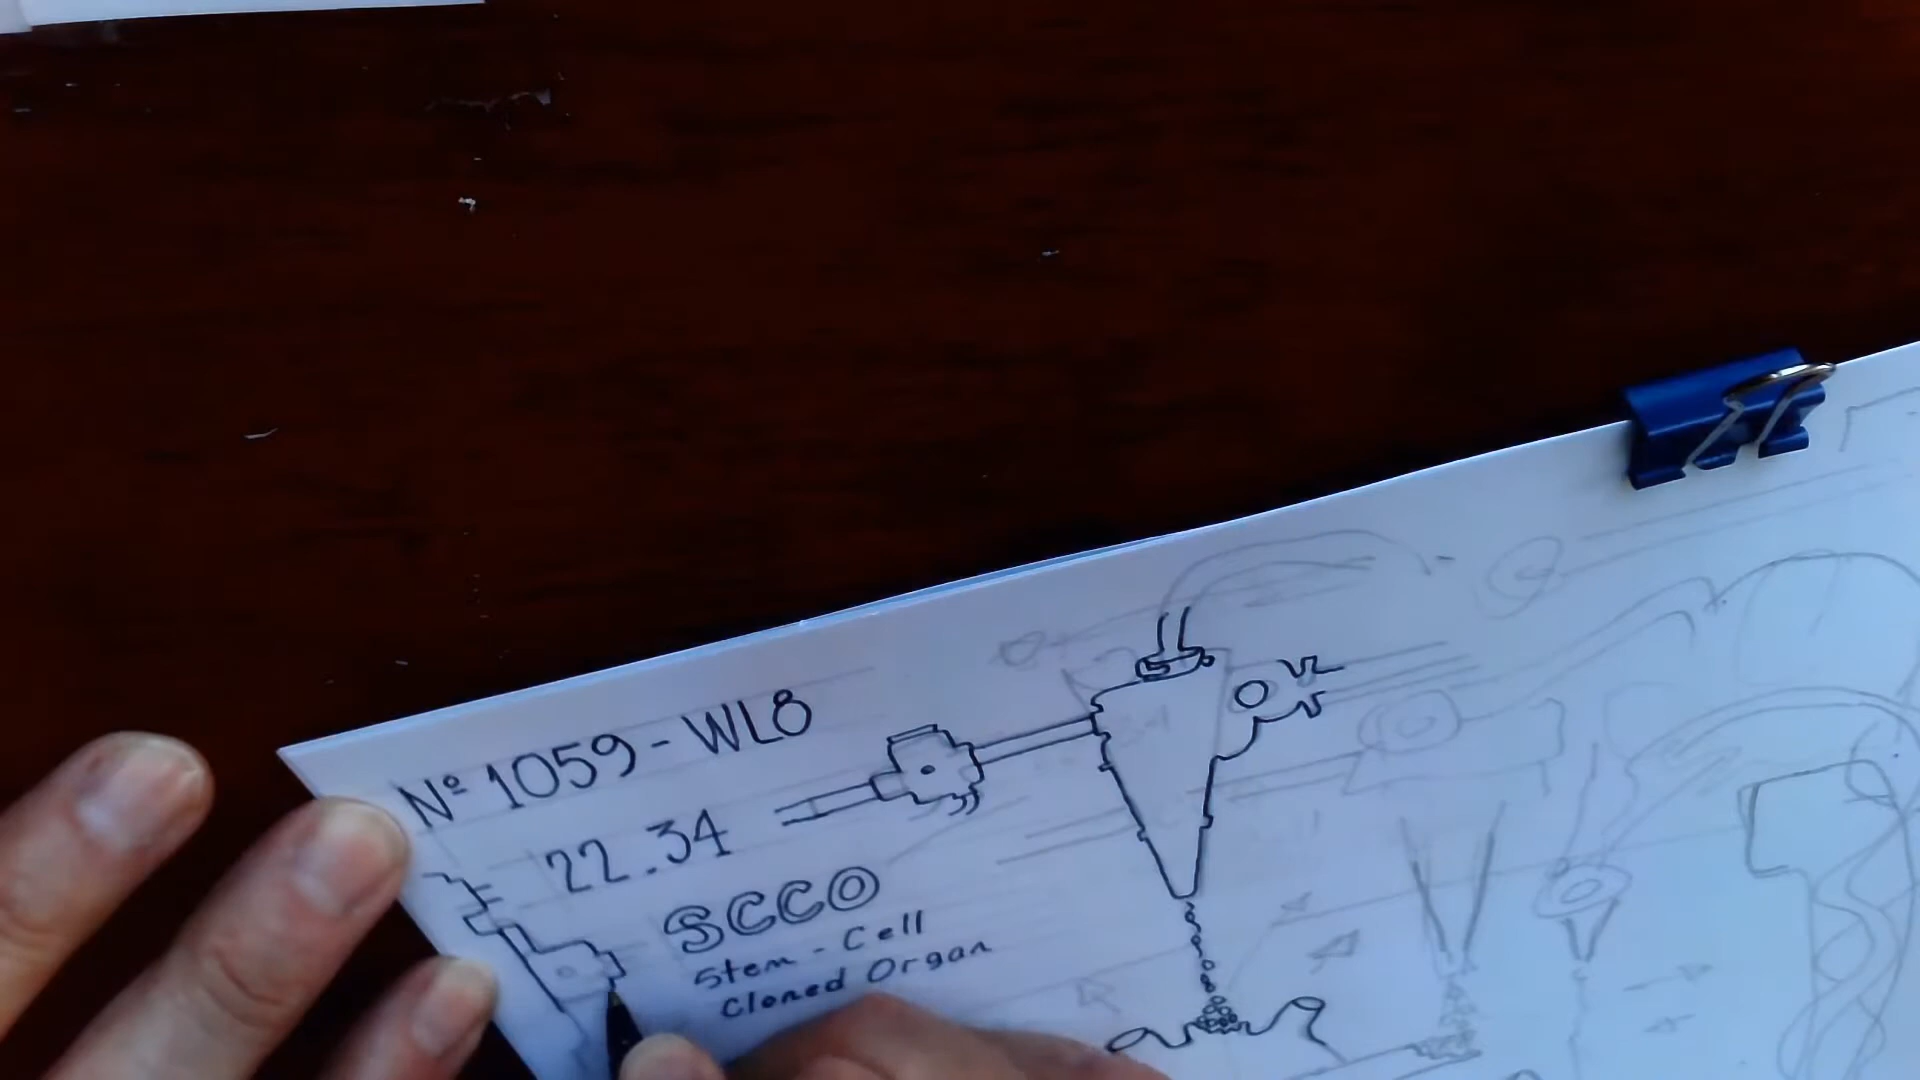 Nº 1059 - WL8
22.34
SCCO
Stem - Cell
Cloned Organ